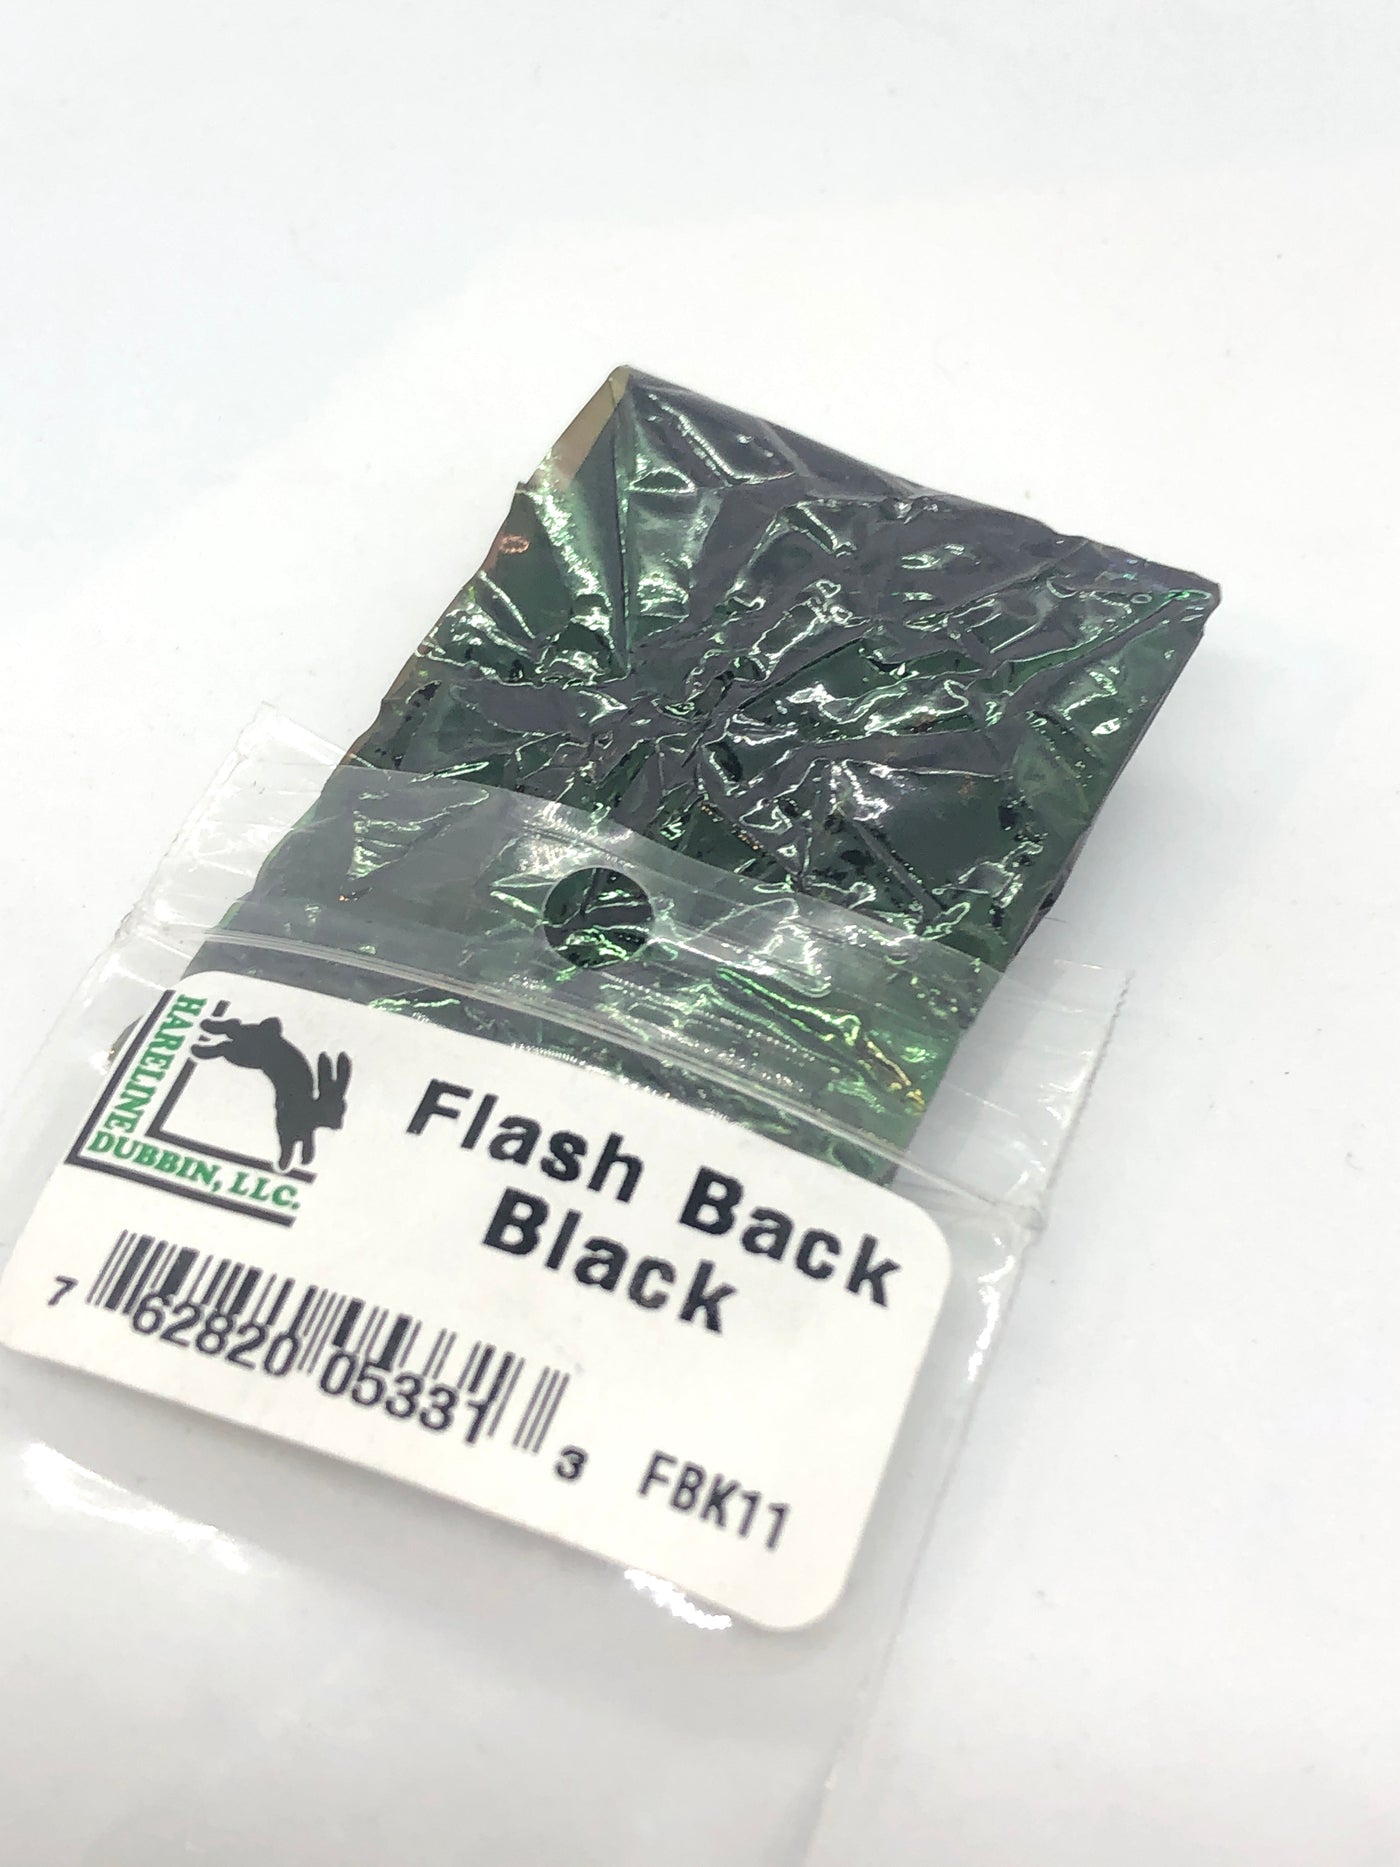 HARELINE
DUBBIN, LLC.
Flash Back
Black
7 62820 05331 3
FBK11